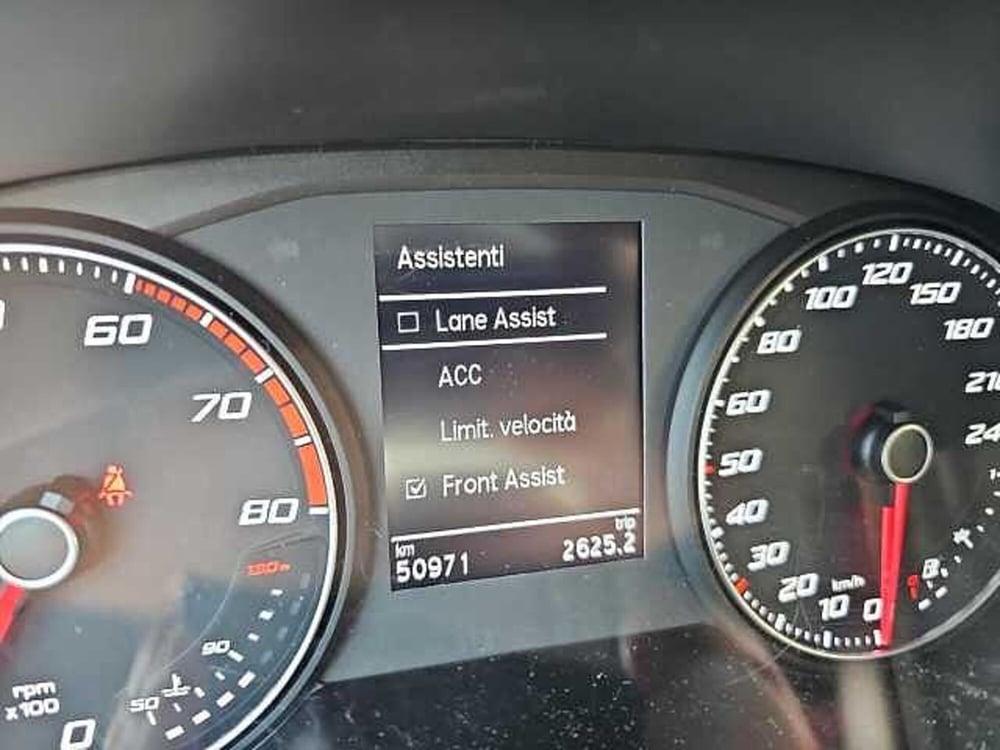 Assistenti
Lane Assist
ACC
Limit. velocità
Front Assist
km
trip
50971
2625.2
60
70
80
90
50
rpm
x100
0
120
100
150
80
180
60
50
40
30
20
km/h
10
0